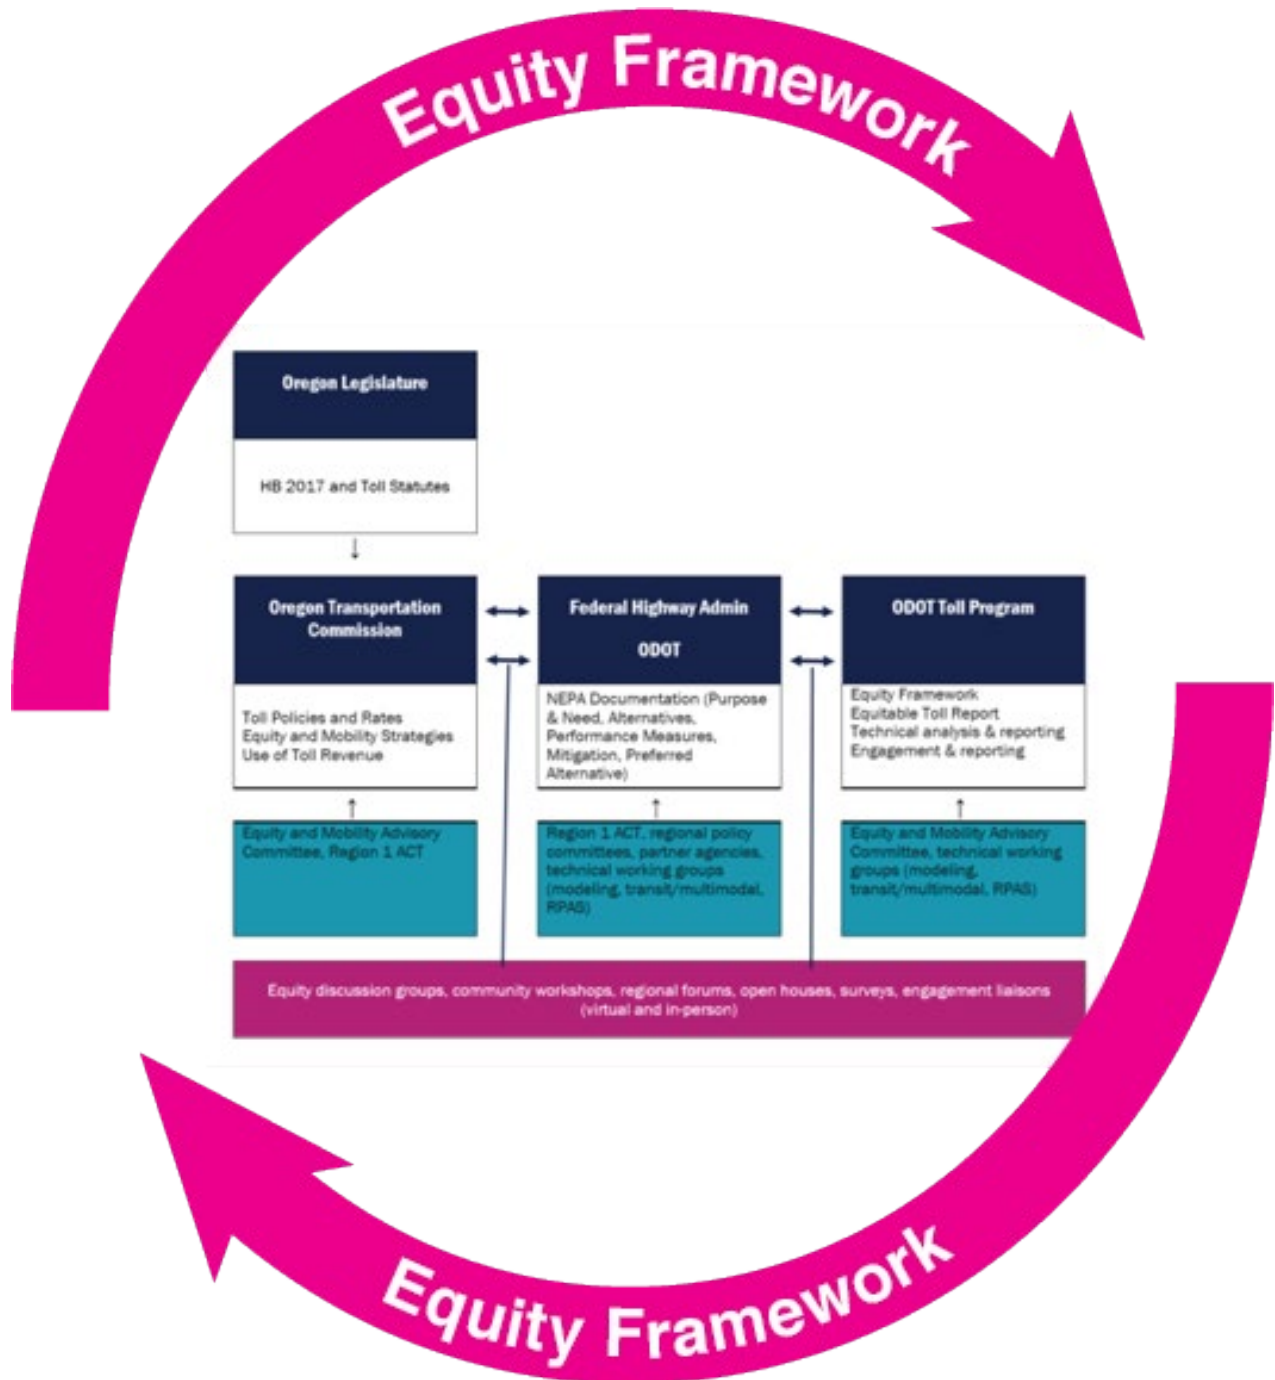 Equity Framework
Oregon Legislature
HB 2017 and Toll Statutes
Oregon Transportation
Commission
Toll Policies and Rates
Equity and Mobility Strategies
Use of Toll Revenue
Federal Highway Admin
ODOT
NEPA Documentation (Purpose
& Need, Alternatives,
Performance Measures,
Mitigation, Preferred
Alternative)
ODOT Toll Program
Equity Framework
Equitable Toll Report
Technical analysis & reporting
Engagement & reporting
Equity and Mobility Advisory
Committee, Region 1 ACT
Region 1 ACT, regional policy
committees, partner agencies,
technical working groups
(modeling, transit/multimodal,
RPAS)
Equity and Mobility Advisory
Committee, technical working
groups (modeling,
transit/multimodal, RPAS)
Equity discussion groups, community workshops, regional forums, open houses, surveys, engagement liaisons
(virtual and in-person)
Equity Framework